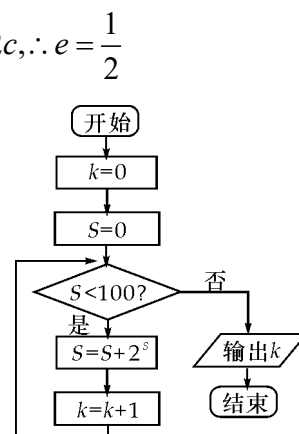 c,∴ e = 1/2
开始
k=0
S=0
S<100?
否
是
S=S+2^s
输出k
k=k+1
结束